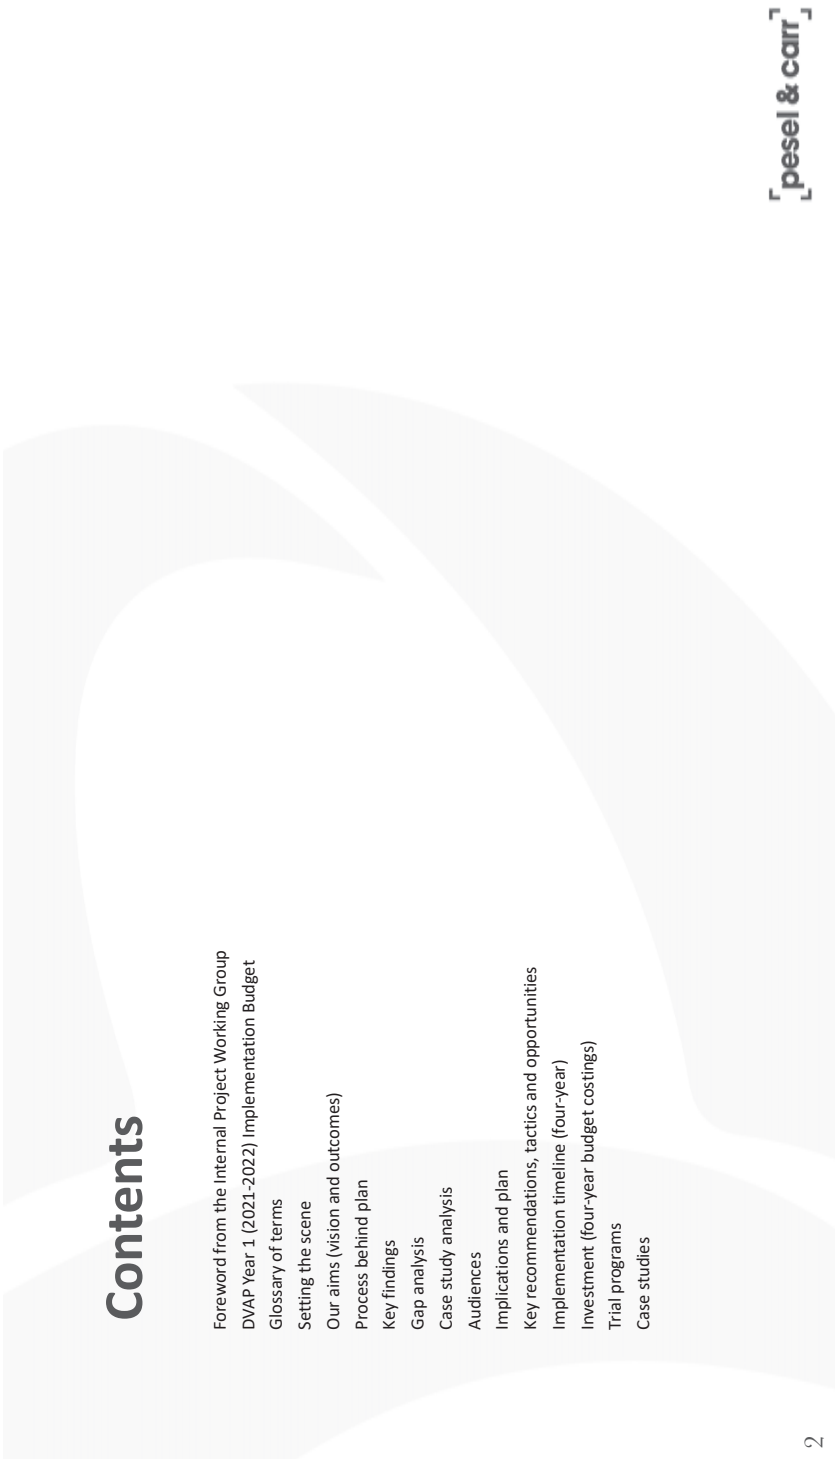 Contents
Foreword from the Internal Project Working Group
DVAP Year 1 (2021-2022) Implementation Budget
Glossary of terms
Setting the scene
Our aims (vision and outcomes)
Process behind plan
Key findings
Gap analysis
Case study analysis
Audiences
Implications and plan
Key recommendations, tactics and opportunities
Implementation timeline (four-year)
Investment (four-year budget costings)
Trial programs
Case studies
2
pesel & carr